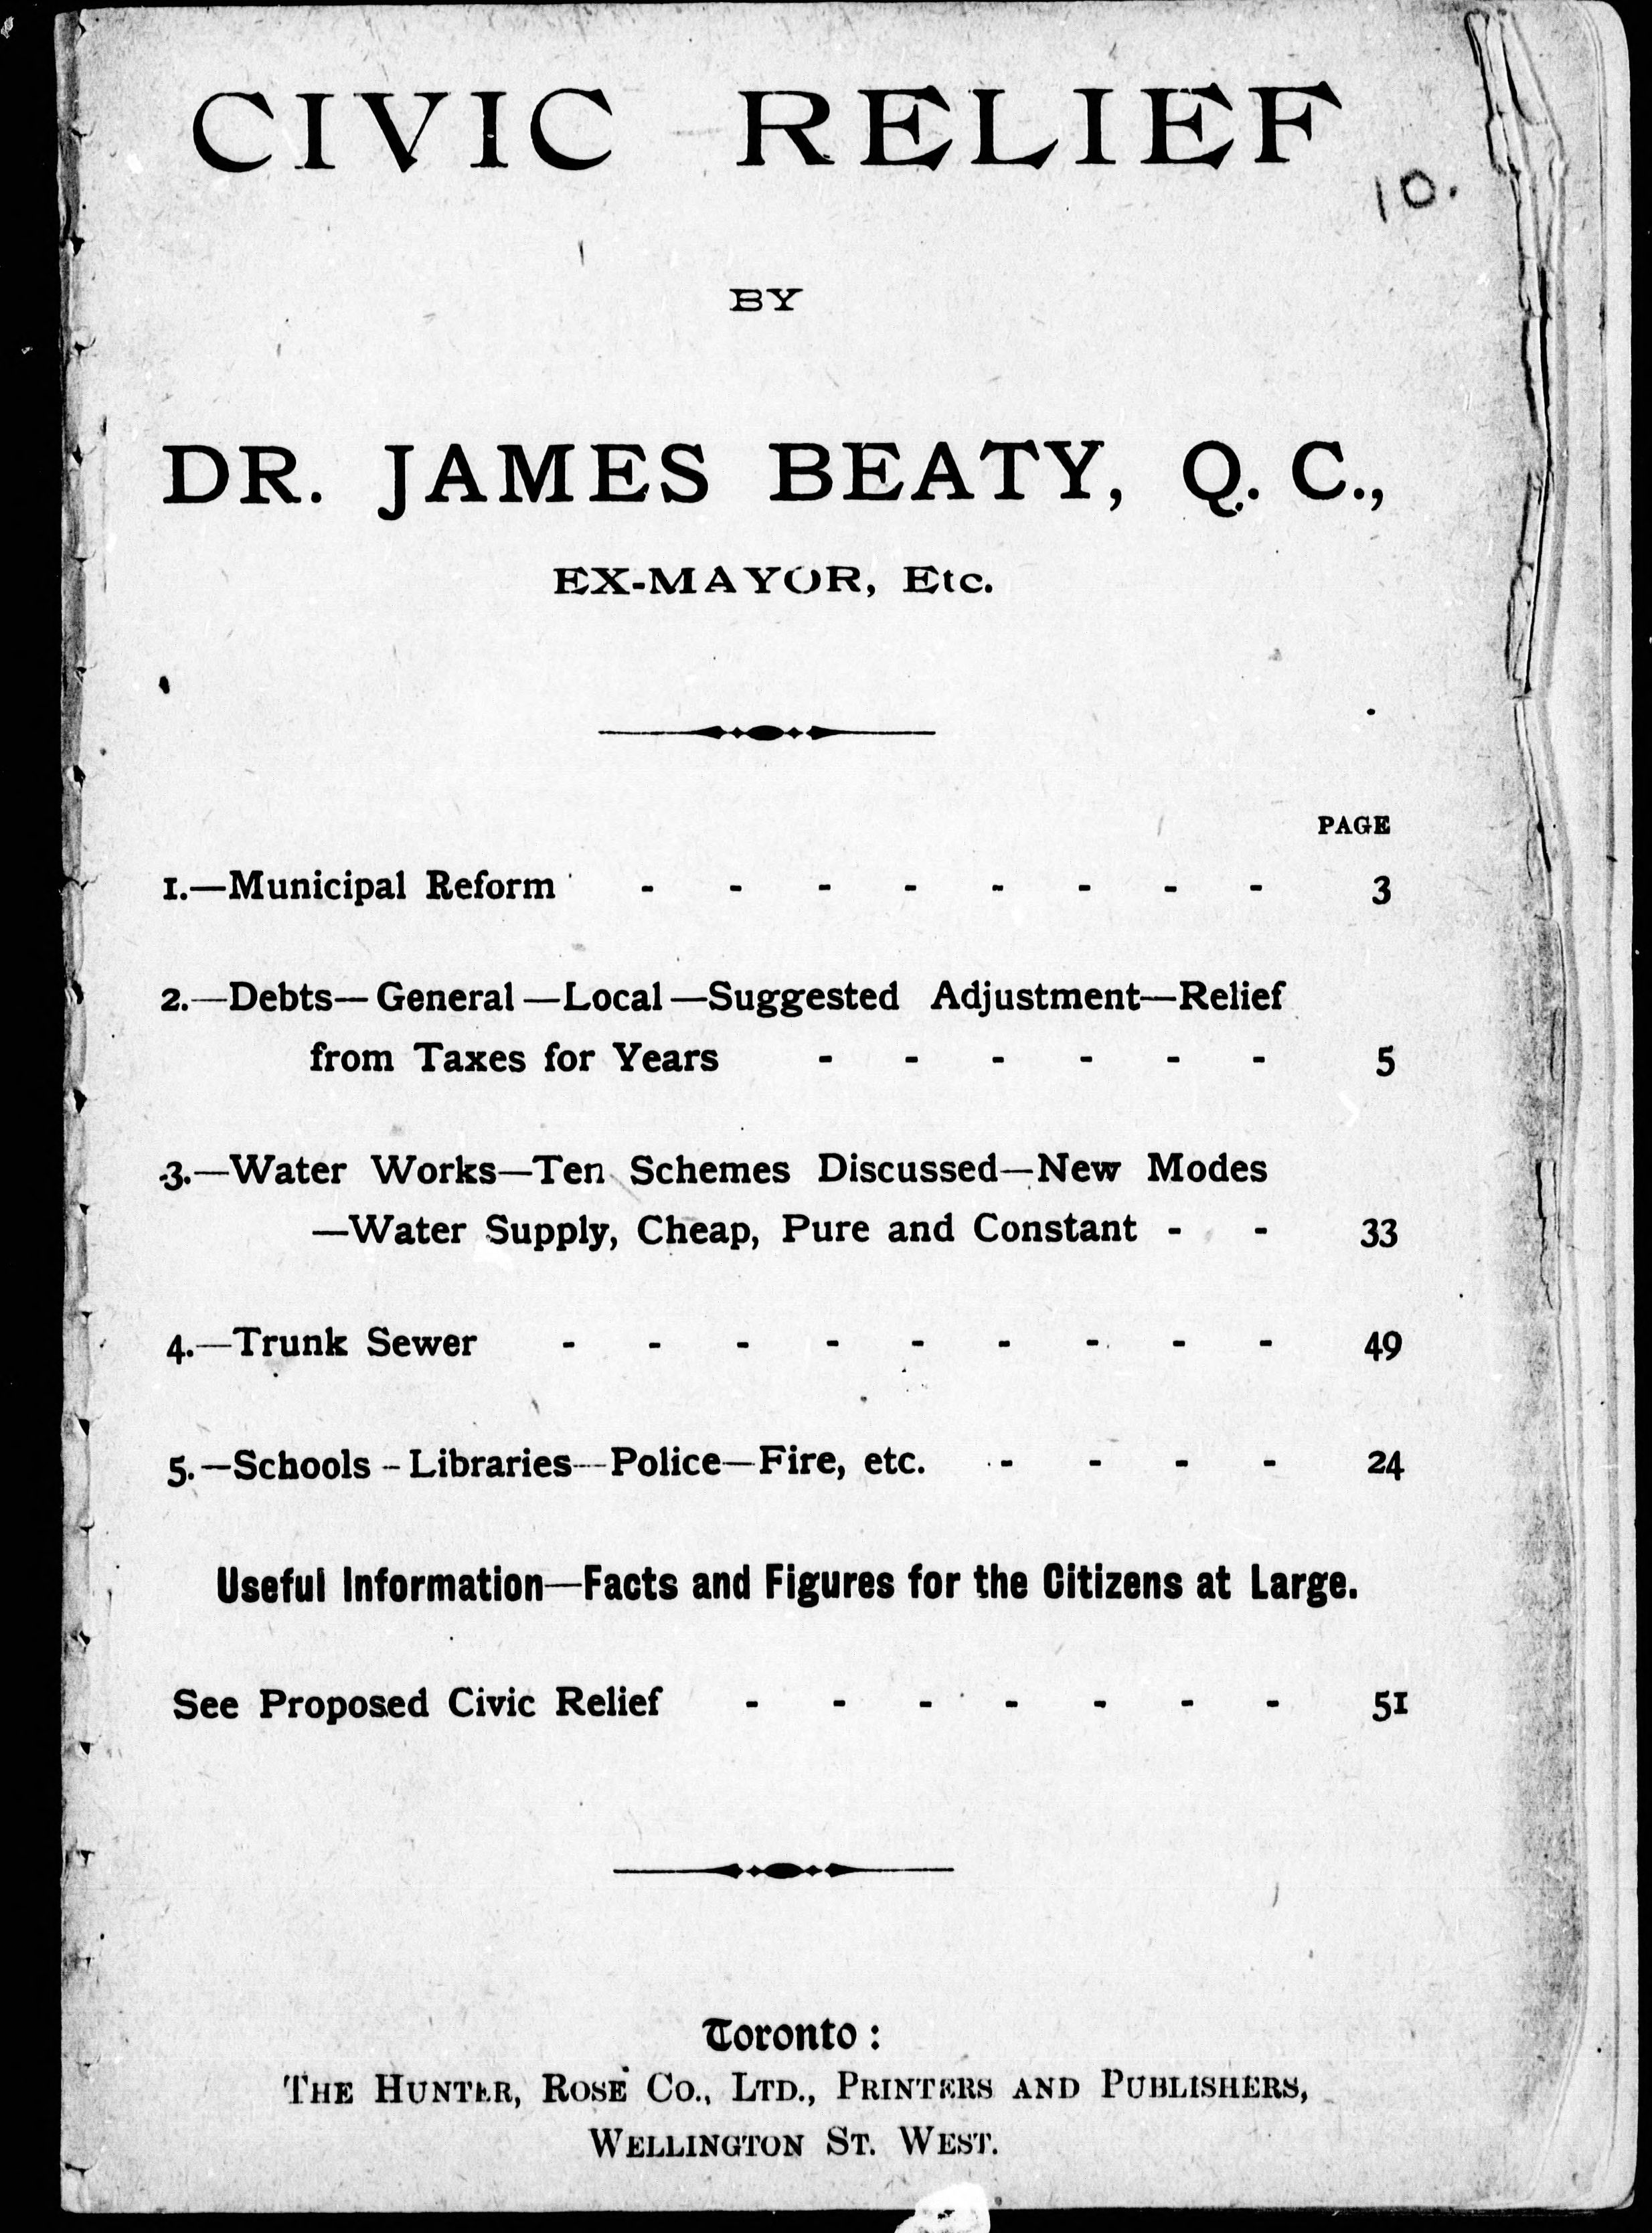 CIVIC RELIEF
10.
BY
DR. JAMES BEATY, Q. C.,
EX-MAYOR, Etc.
PAGE
1.—Municipal Reform - - - - - - - - 3
2.—Debts—General—Local—Suggested Adjustment—Relief
from Taxes for Years - - - - - - 5
3.—Water Works—Ten Schemes Discussed—New Modes
—Water Supply, Cheap, Pure and Constant - - 33
4.—Trunk Sewer - - - - - - - - - 49
5.—Schools-Libraries—Police—Fire, etc. - - - - 24
Useful Information—Facts and Figures for the Citizens at Large.
See Proposed Civic Relief - - - - - - - 51
Toronto:
THE HUNTER, ROSE CO., LTD., PRINTERS AND PUBLISHERS,
WELLINGTON ST. WEST.